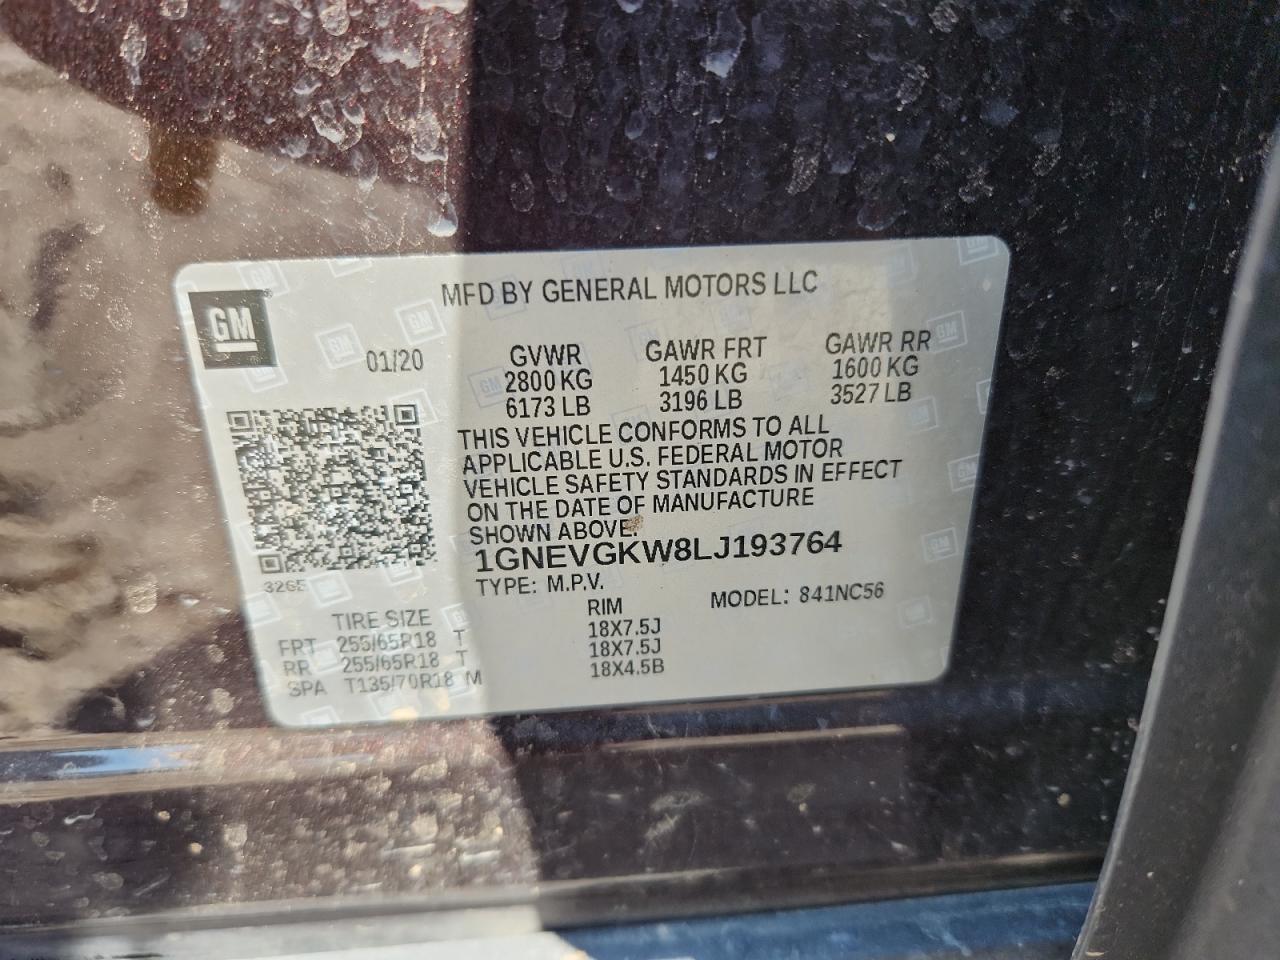 MFD BY GENERAL MOTORS LLC
GM
01/20
GVWR GAWR FRT GAWR RR
2800 KG 1450 KG 1600 KG
6173 LB 3196 LB 3527 LB
THIS VEHICLE CONFORMS TO ALL
APPLICABLE U.S. FEDERAL MOTOR
VEHICLE SAFETY STANDARDS IN EFFECT
ON THE DATE OF MANUFACTURE
SHOWN ABOVE.
1GNEVGKW8LJ193764
TYPE: M.P.V. MODEL: 841NC56
TIRE SIZE RIM
FRT 255/65R18 T 18X7.5J
RR 255/65R18 T 18X7.5J
SPA T135/70R18 M 18X4.5B